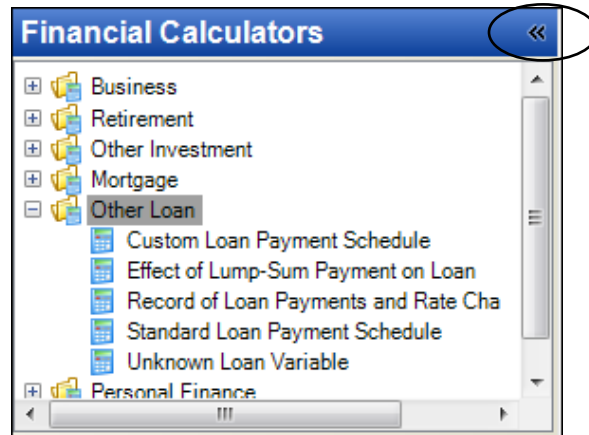 Financial Calculators
Business
Retirement
Other Investment
Mortgage
Other Loan
Custom Loan Payment Schedule
Effect of Lump-Sum Payment on Loan
Record of Loan Payments and Rate Cha
Standard Loan Payment Schedule
Unknown Loan Variable
Personal Finance